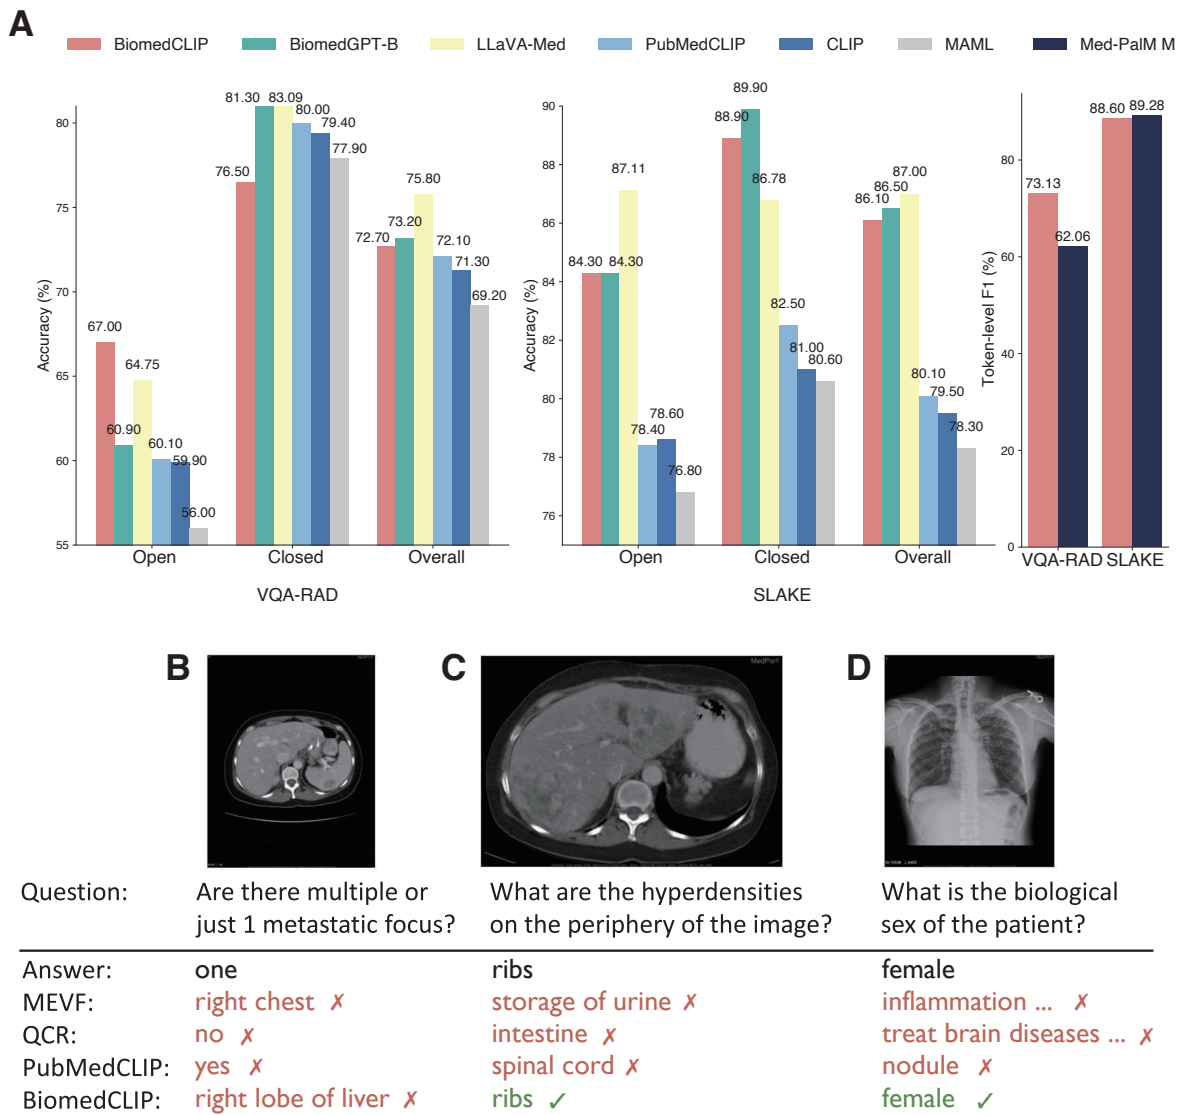 A
BiomedCLIP BiomedGPT-B LLaVA-Med PubMedCLIP CLIP MAML Med-PalM M
Accuracy (%)
80
75
70
65
60
55
67.00
60.90
64.75
60.10
59.90
56.00
76.50
81.30
83.09
80.00
79.40
77.90
72.70
73.20
75.80
72.10
71.30
69.20
Open Closed Overall
VQA-RAD
Accuracy (%)
90
88
86
84
82
80
78
76
84.30
84.30
87.11
78.40
78.60
76.80
88.90
89.90
86.78
82.50
81.00
80.60
86.10
86.50
87.00
80.10
79.50
78.30
Open Closed Overall
SLAKE
Token-level F1 (%)
80
60
40
20
0
73.13
62.06
88.60
89.28
VQA-RAD SLAKE
B
C
MedPix®
D
Question:
Are there multiple or
just 1 metastatic focus?
What are the hyperdensities
on the periphery of the image?
What is the biological
sex of the patient?
Answer: one ribs female
MEVF: right chest ✗ storage of urine ✗ inflammation ... ✗
QCR: no ✗ intestine ✗ treat brain diseases ... ✗
PubMedCLIP: yes ✗ spinal cord ✗ nodule ✗
BiomedCLIP: right lobe of liver ✗ ribs ✓ female ✓